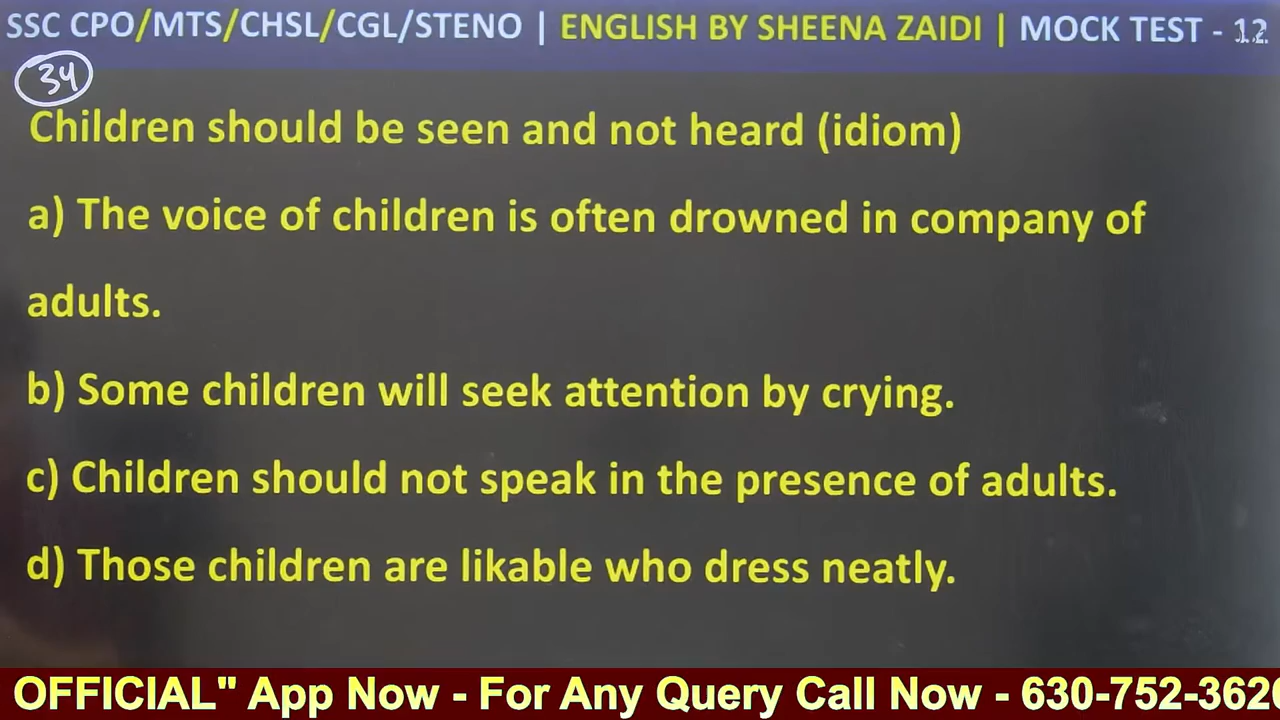 SSC CPO/MTS/CHSL/CGL/STENO | ENGLISH BY SHEENA ZAIDI | MOCK TEST - 12
34
Children should be seen and not heard (idiom)
a) The voice of children is often drowned in company of
adults.
b) Some children will seek attention by crying.
c) Children should not speak in the presence of adults.
d) Those children are likable who dress neatly.
OFFICIAL" App Now - For Any Query Call Now - 630-752-362